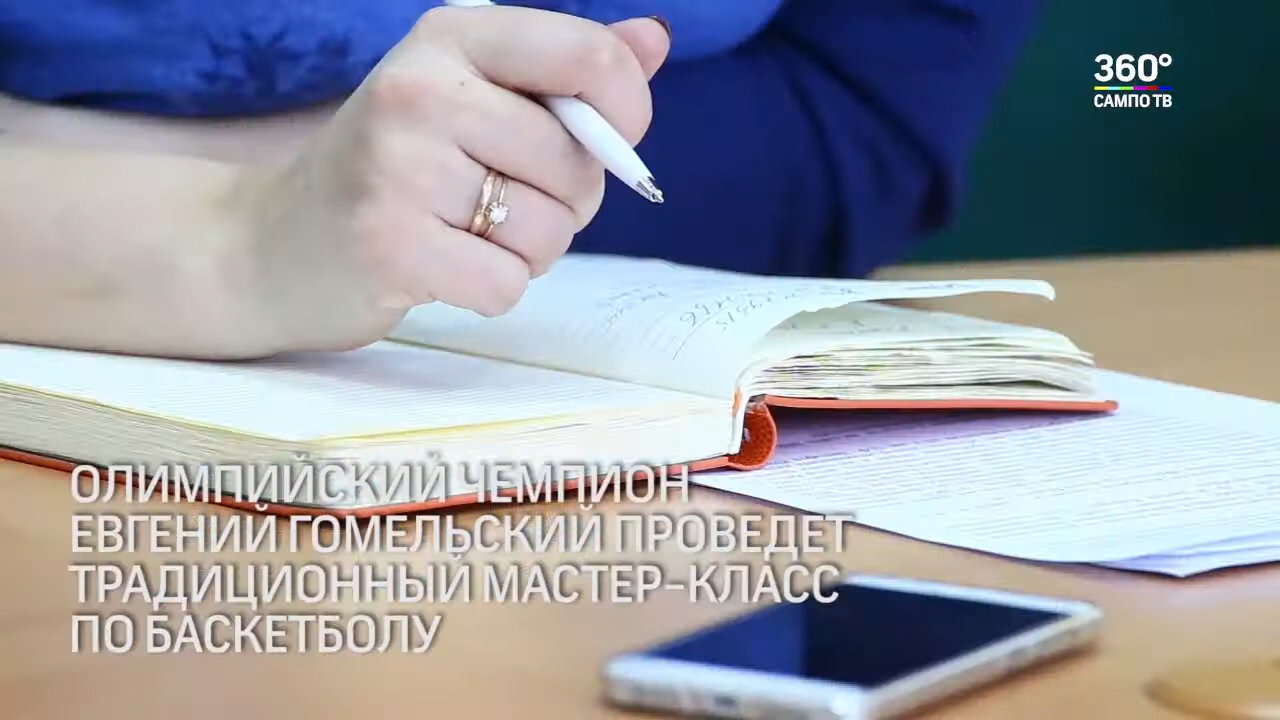 360°
САМПО ТВ
ОЛИМПИЙСКИЙ ЧЕМПИОН
ЕВГЕНИЙ ГОМЕЛЬСКИЙ ПРОВЕДЕТ
ТРАДИЦИОННЫЙ МАСТЕР-КЛАСС
ПО БАСКЕТБОЛУ